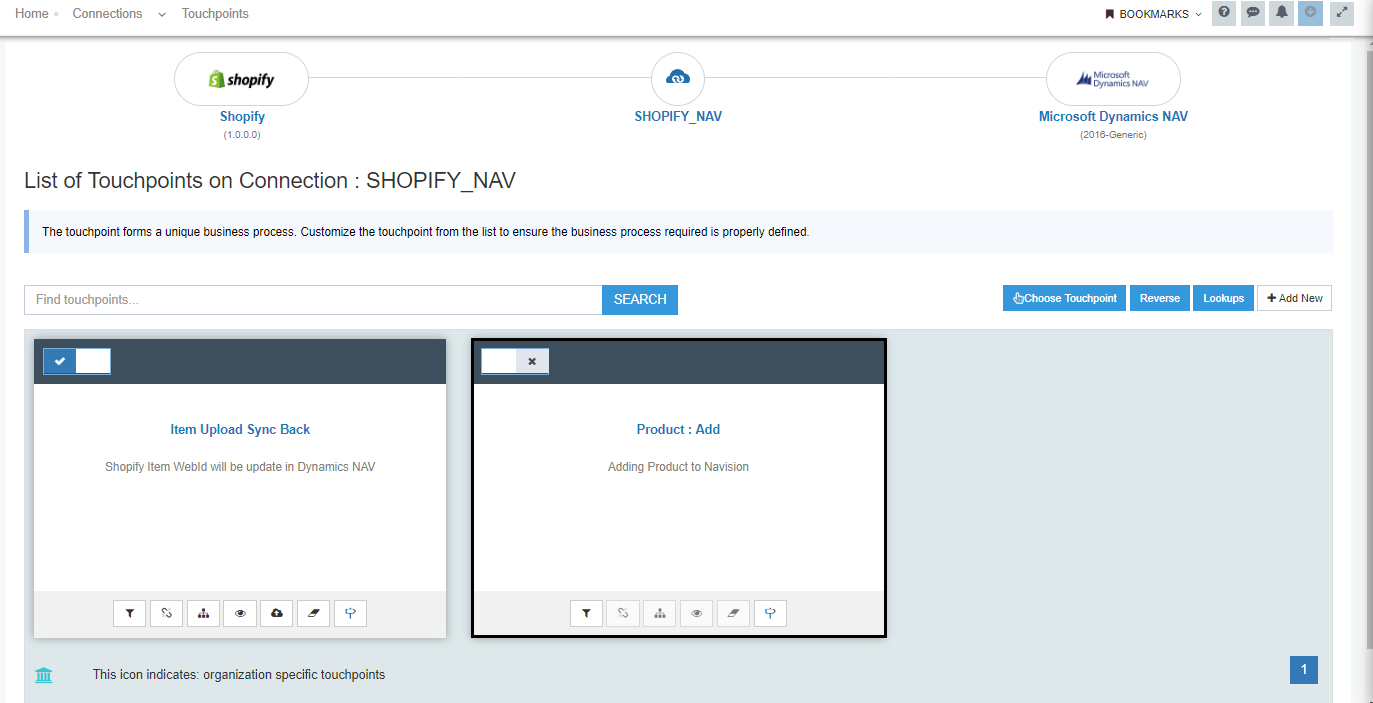 Home Connections Touchpoints BOOKMARKS
shopify
Microsoft
Dynamics NAV
Shopify SHOPIFY_NAV Microsoft Dynamics NAV
(1.0.0.0) (2016-Generic)
List of Touchpoints on Connection : SHOPIFY_NAV
The touchpoint forms a unique business process. Customize the touchpoint from the list to ensure the business process required is properly defined.
Find touchpoints... SEARCH Choose Touchpoint Reverse Lookups + Add New
Item Upload Sync Back Product : Add
Shopify Item WebId will be update in Dynamics NAV Adding Product to Navision
This icon indicates: organization specific touchpoints 1